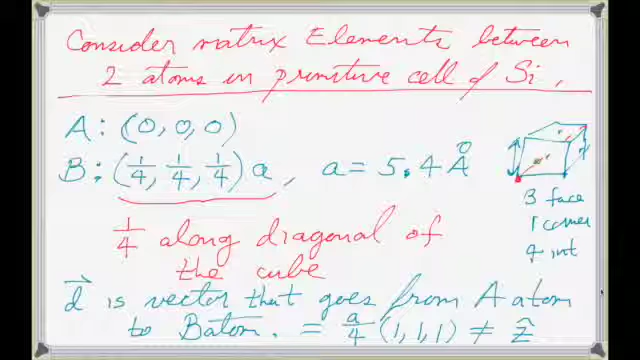 Consider matrix Elements between
2 atoms in primitive cell of Si,
A: (0, 0, 0)
B: (1/4, 1/4, 1/4) a, a = 5.4 Å
3 face
1 corner
4 int
1/4 along diagonal of
the cube
d⃗ is vector that goes from A atom
to B atom. = a/4 (1, 1, 1) ≠ ẑ